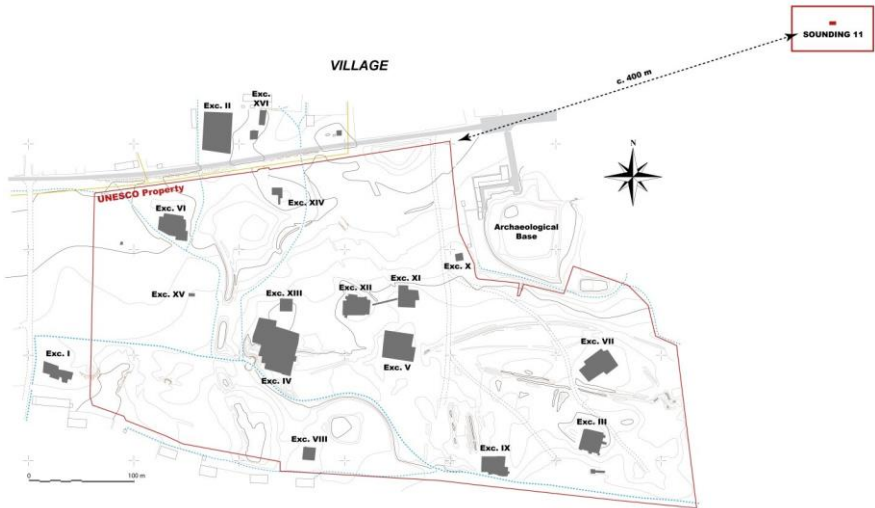 SOUNDING 11
VILLAGE
c. 400 m
Exc. II
Exc.
XVI
N
UNESCO Property
Exc. XIV
Exc. VI
Archaeological
Base
Exc. X
Exc. XV
Exc. XIII
Exc. XII
Exc. XI
Exc. I
Exc. IV
Exc. V
Exc. VII
Exc. VIII
Exc. III
Exc. IX
0
100 m